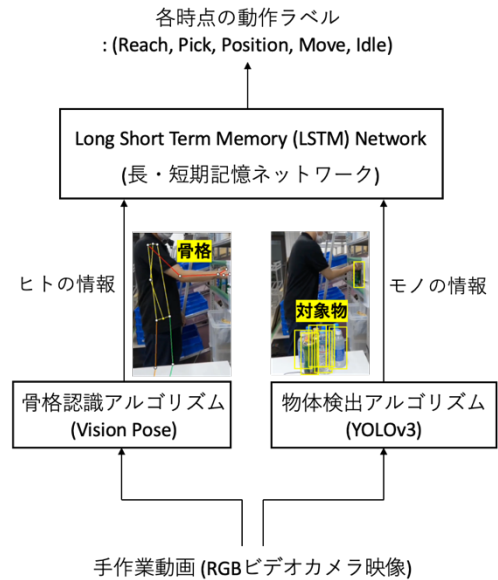 各時点の動作ラベル
: (Reach, Pick, Position, Move, Idle)
Long Short Term Memory (LSTM) Network
(長・短期記憶ネットワーク)
骨格
ヒトの情報
モノの情報
対象物
骨格認識アルゴリズム
(Vision Pose)
物体検出アルゴリズム
(YOLOv3)
手作業動画 (RGBビデオカメラ映像)